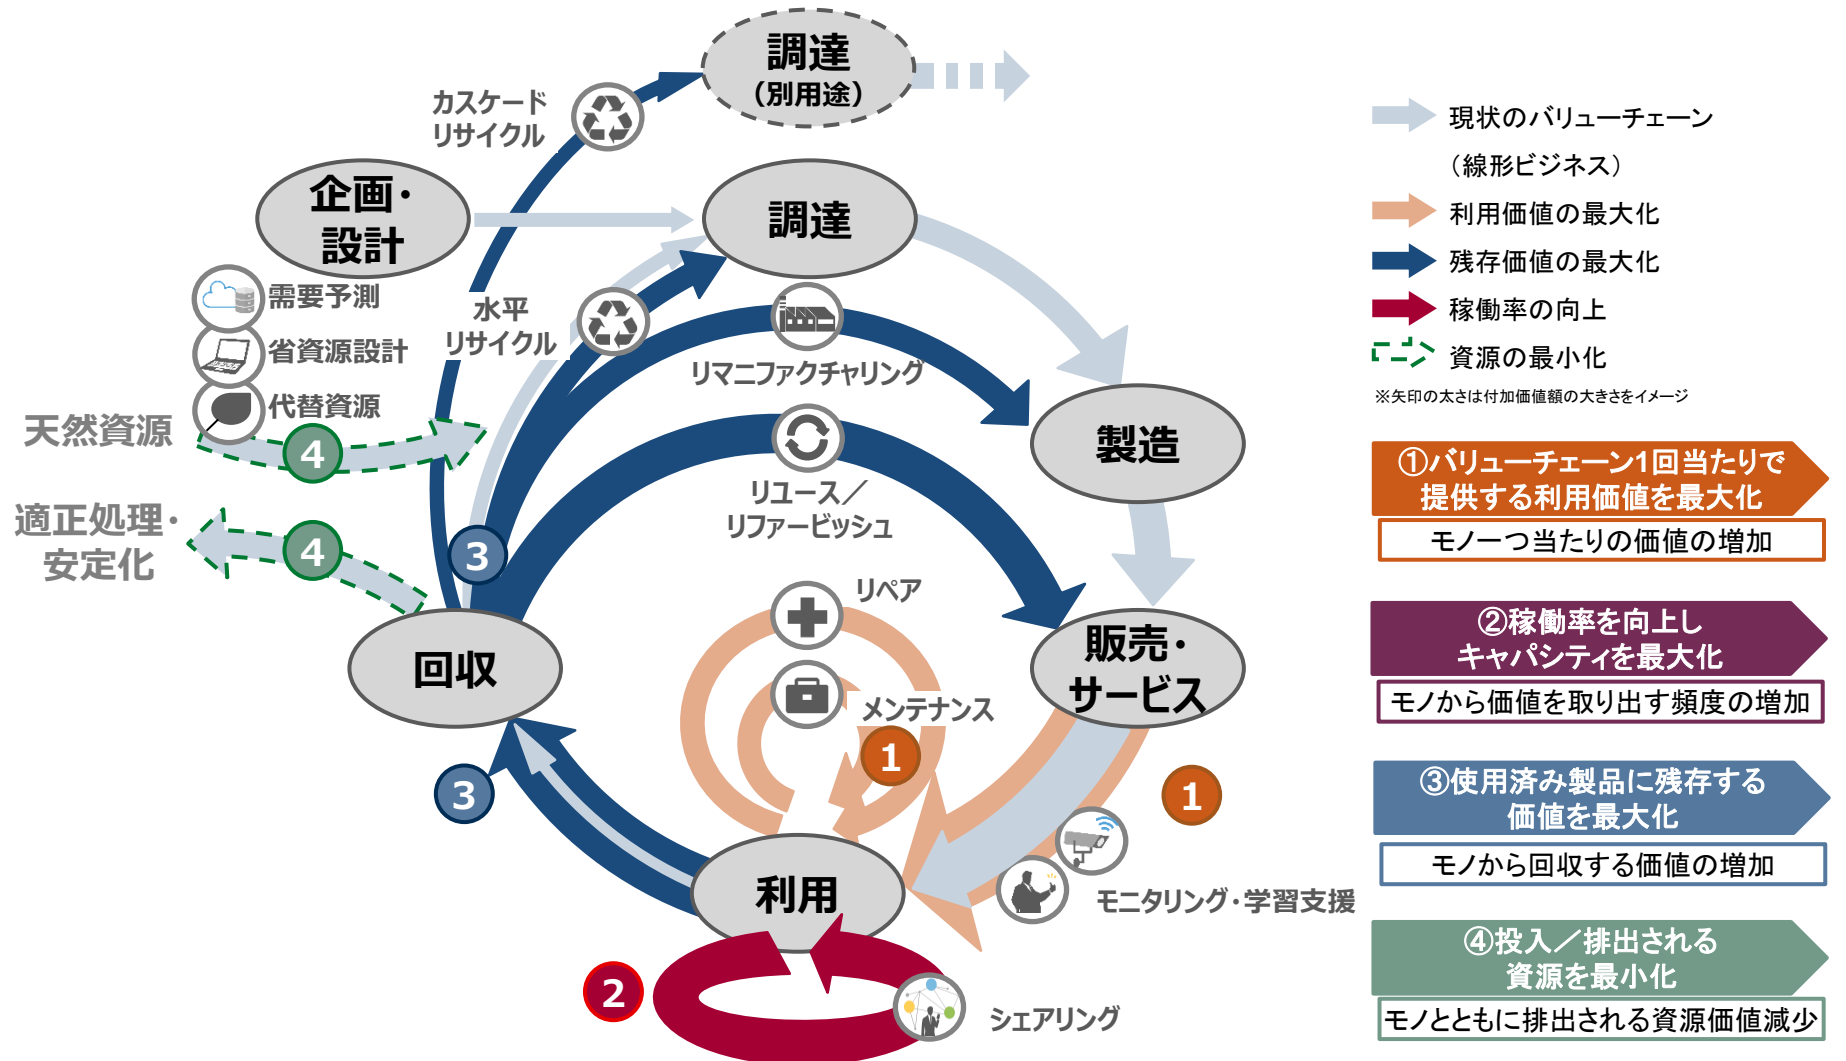 調達
（別用途）
カスケード
リサイクル
企画・
設計
調達
需要予測
省資源設計
代替資源
水平
リサイクル
リマニファクチャリング
天然資源
4
製造
リユース／
リファービッシュ
適正処理・
安定化
4
3
リペア
回収
販売・
サービス
メンテナンス
1
3
1
利用
モニタリング・学習支援
2
シェアリング
現状のバリューチェーン
（線形ビジネス）
利用価値の最大化
残存価値の最大化
稼働率の向上
資源の最小化
※矢印の太さは付加価値額の大きさをイメージ
①バリューチェーン1回当たりで
提供する利用価値を最大化
モノ一つ当たりの価値の増加
②稼働率を向上し
キャパシティを最大化
モノから価値を取り出す頻度の増加
③使用済み製品に残存する
価値を最大化
モノから回収する価値の増加
④投入／排出される
資源を最小化
モノとともに排出される資源価値減少